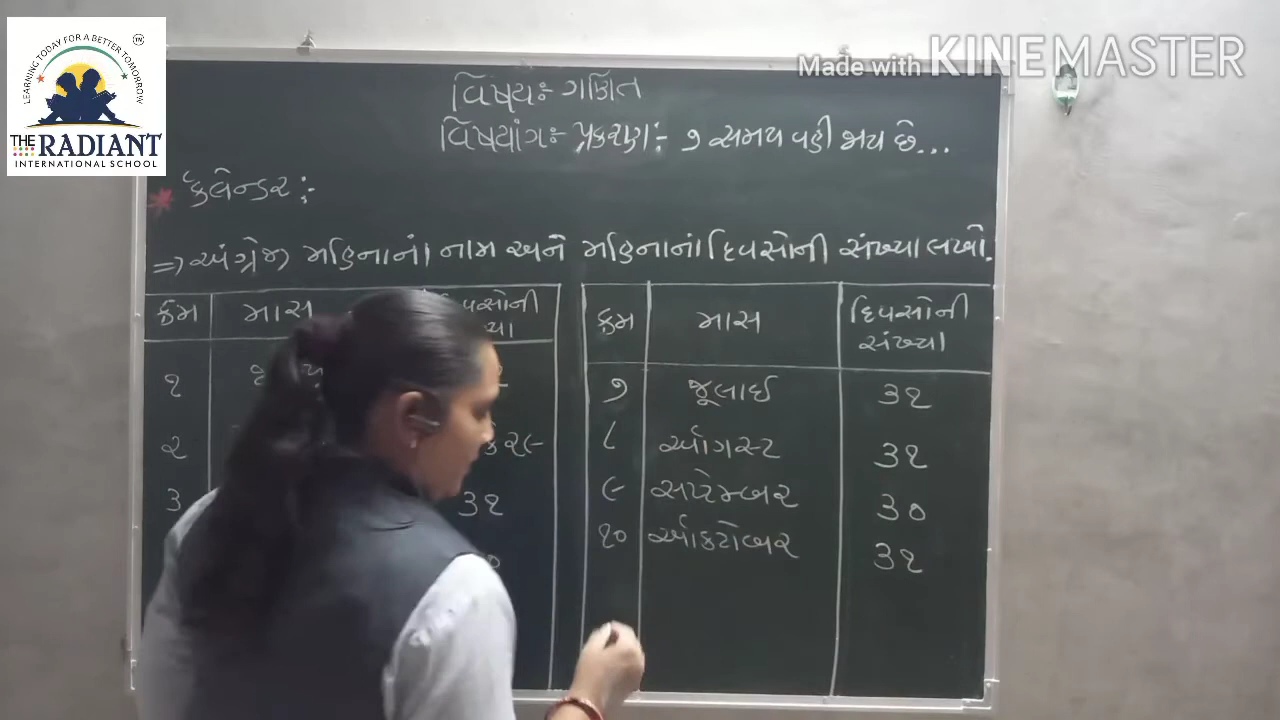 LEARNING TODAY FOR A BETTER TOMORROW
THE RADIANT
INTERNATIONAL SCHOOL
Made with KINEMASTER
વિષય:- ગણિત
વિષયાંગ:- પ્રકરણ:- ૭ સમય વહી જાય છે...
* કેલેન્ડર:-
=> અંગ્રેજી મહિનાનાં નામ અને મહિનાનાં દિવસોની સંખ્યા લખો.
ક્રમ માસ
ક્રમ માસ દિવસોની સંખ્યા
૧
૨
૩ ૩૧
૭ જૂલાઈ ૩૧
૮ ઑગસ્ટ ૩૧
૯ સપ્ટેમ્બર ૩૦
૧૦ ઑક્ટોબર ૩૧